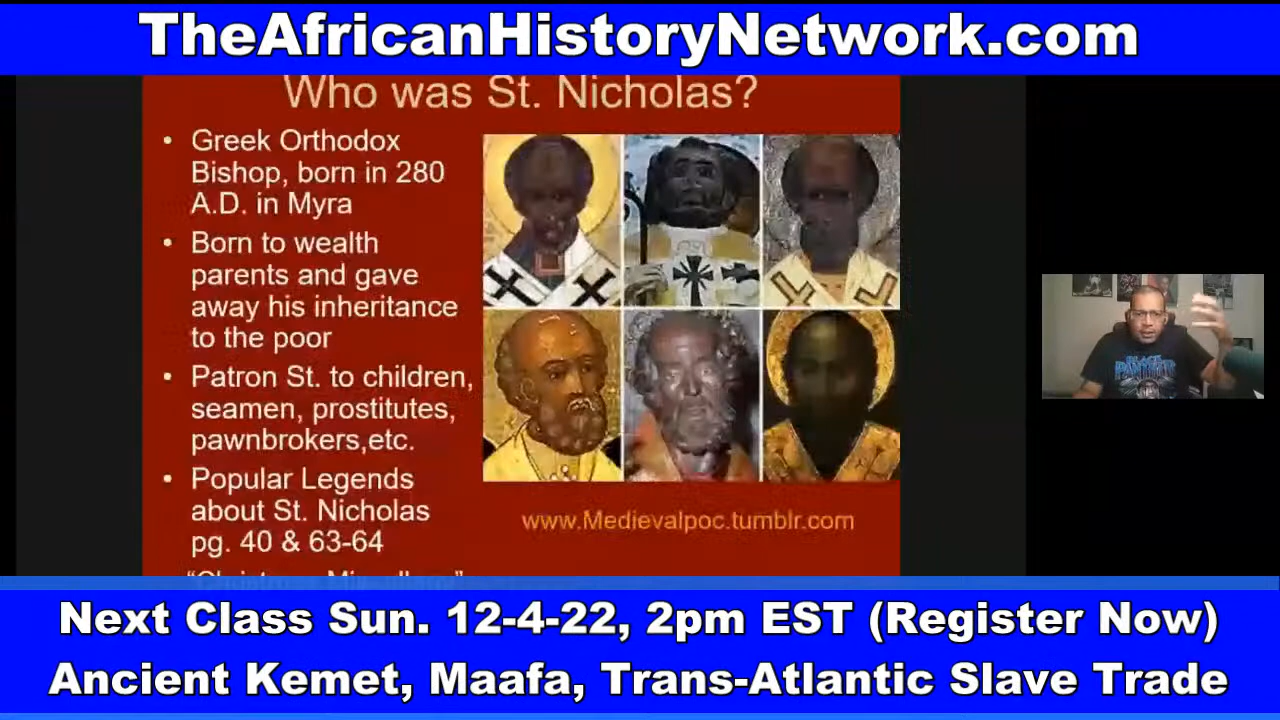 TheAfricanHistoryNetwork.com
Who was St. Nicholas?
• Greek Orthodox
Bishop, born in 280
A.D. in Myra
• Born to wealth
parents and gave
away his inheritance
to the poor
• Patron St. to children,
seamen, prostitutes,
pawnbrokers,etc.
• Popular Legends
about St. Nicholas
pg. 40 & 63-64
www.Medievalpoc.tumblr.com
BLACK
PANTHER
Next Class Sun. 12-4-22, 2pm EST (Register Now)
Ancient Kemet, Maafa, Trans-Atlantic Slave Trade